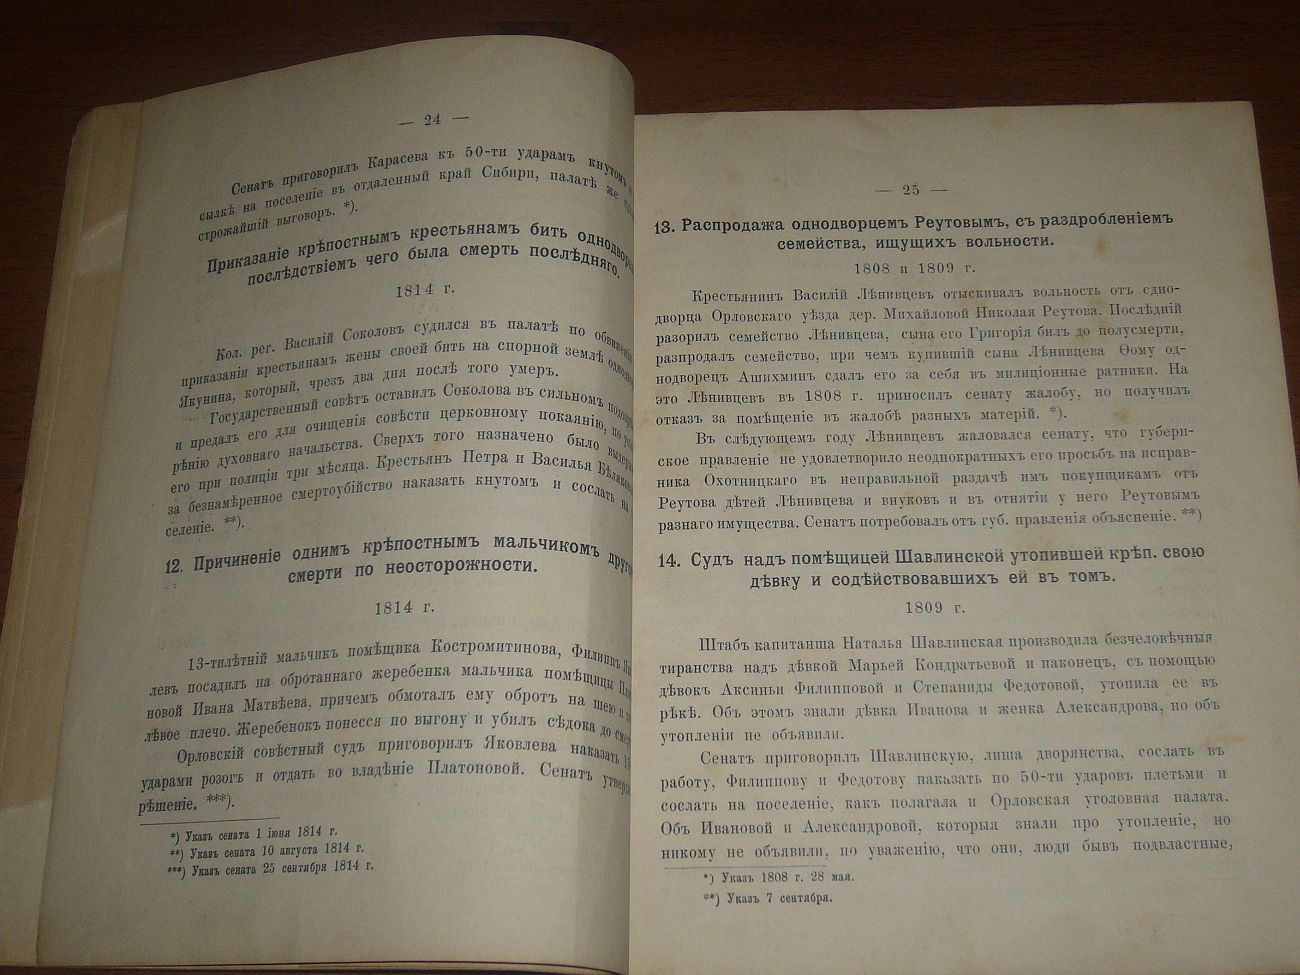 — 24 —
Сенатъ приговорилъ Карасева къ 50-ти ударамъ кнутомъ
сылкѣ на поселеніе въ отдаленный край Сибири, палатѣ же
строжайшій выговоръ. *).
Приказаніе крѣпостнымъ крестьянамъ бить
послѣдствіемъ чего была смерть послѣдняго.
1814 г.
Кол. рег. Василій Соколовъ судился въ палатѣ по
приказаніи крестьянамъ жены своей бить на спорной землѣ
Якунина, который, чрезъ два дня послѣ того умеръ.
Государственный совѣтъ оставилъ Соколова въ сильномъ
и предалъ его для очищенія совѣсти церковному покаянію, по
рѣнію духовнаго начальства. Сверхъ того назначено было
его при полиціи три мѣсяца. Крестьянъ Петра и Василья
за безнамѣренное смертоубійство наказать кнутомъ и сослать на
селеніе. **).
12. Причиненіе однимъ крѣпостнымъ мальчикомъ
смерти по неосторожности.
1814 г.
13-тилѣтній мальчикъ помѣщика Костромитинова, Филиппъ
левъ посадилъ на обротаннаго жеребенка мальчика помѣщицы
новой Ивана Матвѣева, причемъ обмоталъ ему обротъ на шею и
лѣвое плечо. Жеребенокъ понесся по выгону и убилъ сѣдока до
Орловскій совѣстный судъ приговорилъ Яковлева наказать
ударами розогъ и отдать во владѣніе Платоновой. Сенатъ
рѣшеніе. ***).
*) Указъ сената 1 іюня 1814 г.
**) Указъ сената 10 августа 1814 г.
***) Указъ сената 25 сентября 1814 г.
— 25 —
13. Распродажа однодворцемъ Реутовымъ, съ раздробленіемъ
семейства, ищущихъ вольности.
1808 и 1809 г.
Крестьянинъ Василій Лѣнивцевъ отыскивалъ вольность отъ одно-
дворца Орловскаго уѣзда дер. Михайловой Николая Реутова. Послѣдній
разорилъ семейство Лѣнивцева, сына его Григорія билъ до полусмерти,
разпродалъ семейство, при чемъ купившій сына Лѣнивцева Ѳому од-
нодворецъ Ашихминъ сдалъ его за себя въ милиціонные ратники. На
это Лѣнивцевъ въ 1808 г. приносилъ сенату жалобу, но получилъ
отказъ за помѣщеніе въ жалобѣ разныхъ матерій. *).
Въ слѣдующемъ году Лѣнивцевъ жаловался сенату, что губерн-
ское правленіе не удовлетворило неоднократныхъ его просьбъ на исправ-
ника Охотницкаго въ неправильной раздачѣ имъ покупщикамъ отъ
Реутова дѣтей Лѣнивцева и внуковъ и въ отнятіи у него Реутовымъ
разнаго имущества. Сенатъ потребовалъ отъ губ. правленія объясненіе. **)
14. Судъ надъ помѣщицей Шавлинской утопившей крѣп. свою
дѣвку и содѣйствовавшихъ ей въ томъ.
1809 г.
Штабъ капитанша Наталья Шавлинская производила безчеловѣчныя
тиранства надъ дѣвкой Марьей Кондратьевой и наконецъ, съ помощью
дѣвокъ Аксиньи Филипповой и Степаниды Федотовой, утопила ее въ
рѣкѣ. Объ этомъ знали дѣвка Иванова и женка Александрова, но объ
утопленіи не объявили.
Сенатъ приговорилъ Шавлинскую, лиша дворянства, сослать въ
работу, Филиппову и Федотову наказать по 50-ти ударовъ плетьми и
сослать на поселеніе, какъ полагала и Орловская уголовная палата.
Объ Ивановой и Александровой, которыя знали про утопленіе, но
никому не объявили, по уваженію, что они, люди бывъ подвластные,
*) Указъ 1808 г. 28 мая.
**) Указъ 7 сентября.